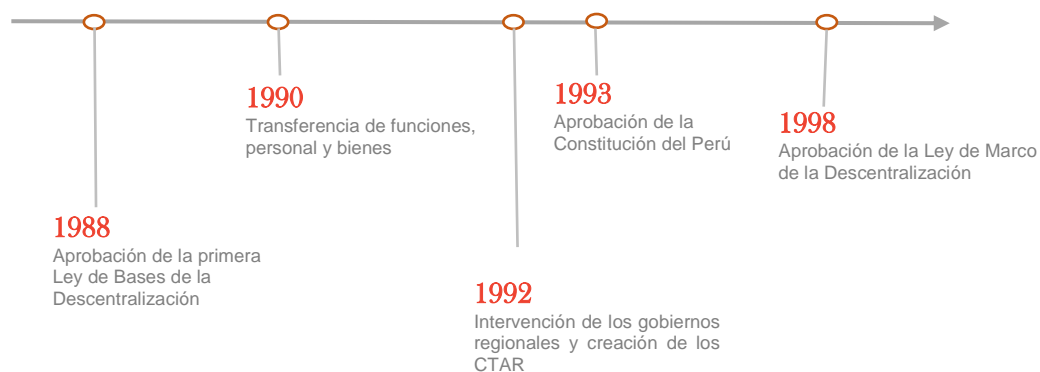 1988
Aprobación de la primera
Ley de Bases de la
Descentralización
1990
Transferencia de funciones,
personal y bienes
1992
Intervención de los gobiernos
regionales y creación de los
CTAR
1993
Aprobación de la
Constitución del Perú
1998
Aprobación de la Ley de Marco
de la Descentralización